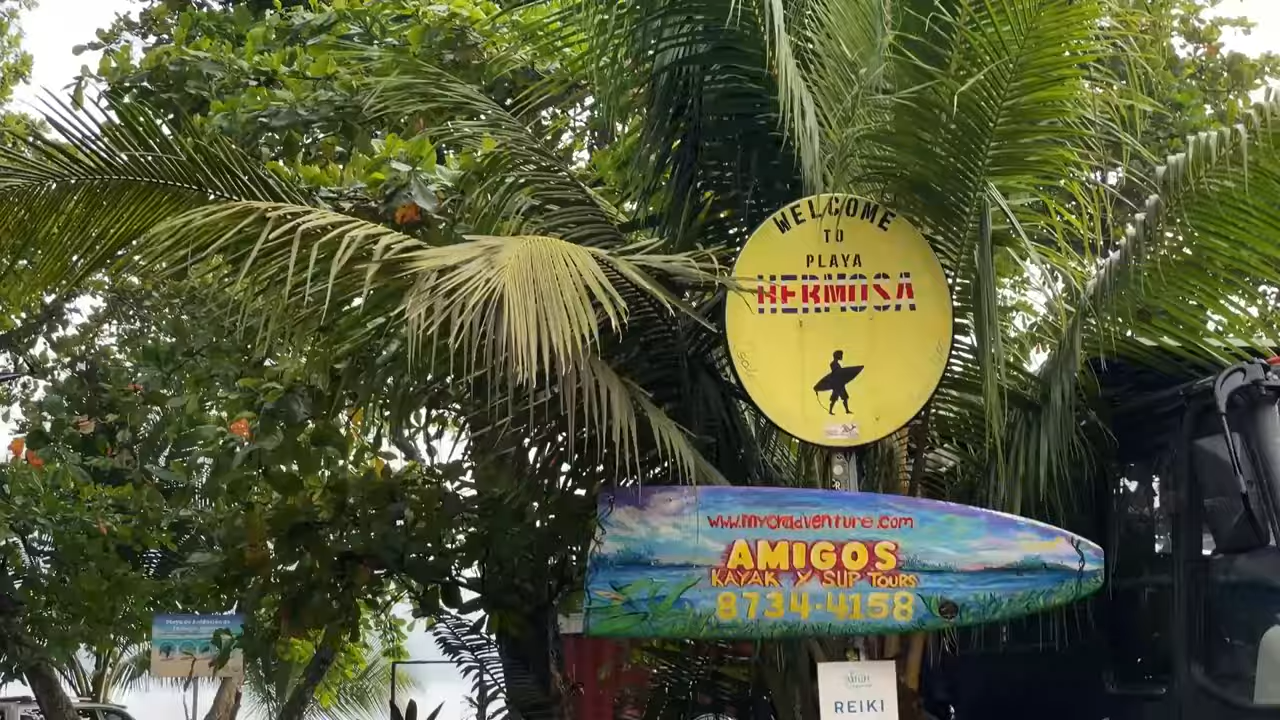 WELCOME
TO
PLAYA
HERMOSA
www.mycradventure.com
AMIGOS
KAYAK Y SUP TOURS
8734-4158
REIKI